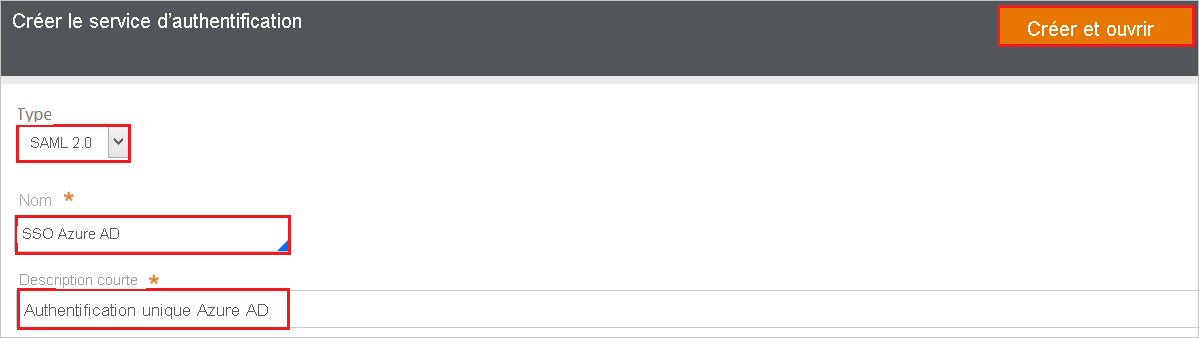 Créer le service d’authentification
Créer et ouvrir
Type
SAML 2.0
Nom *
SSO Azure AD
Description courte *
Authentification unique Azure AD